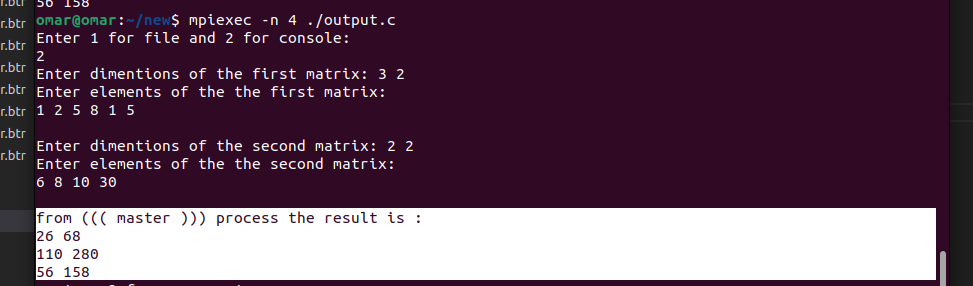 56 158
r.btr
omar@omar:~/new$ mpiexec -n 4 ./output.c
r.btr
Enter 1 for file and 2 for console:
r.btr
2
r.btr
Enter dimentions of the first matrix: 3 2
r.btr
Enter elements of the the first matrix:
r.btr
1 2 5 8 1 5
r.btr
Enter dimentions of the second matrix: 2 2
r.btr
Enter elements of the the second matrix:
6 8 10 30
from ((( master ))) process the result is :
26 68
110 280
56 158